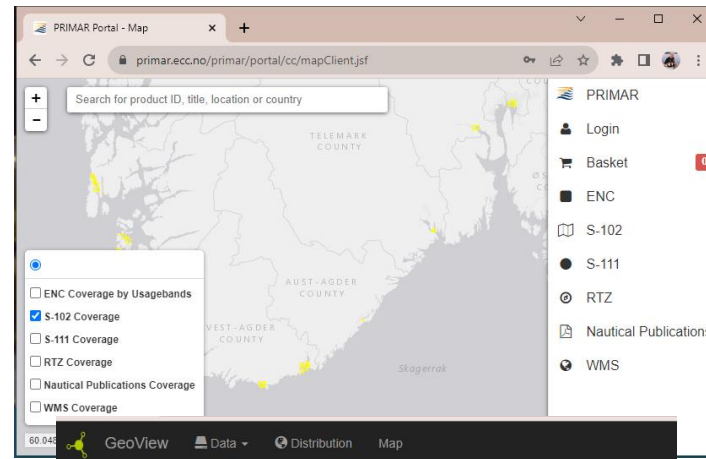 PRIMAR Portal - Map
primar.ecc.no/primar/portal/cc/mapClient.jsf
Search for product ID, title, location or country
TELEMARK
COUNTY
AUST-AGDER
COUNTY
VEST-AGDER
COUNTY
Skagerrak
ENC Coverage by Usagebands
S-102 Coverage
S-111 Coverage
RTZ Coverage
Nautical Publications Coverage
WMS Coverage
60.048
PRIMAR
Login
Basket
ENC
S-102
S-111
RTZ
Nautical Publications
WMS
GeoView Data Distribution Map